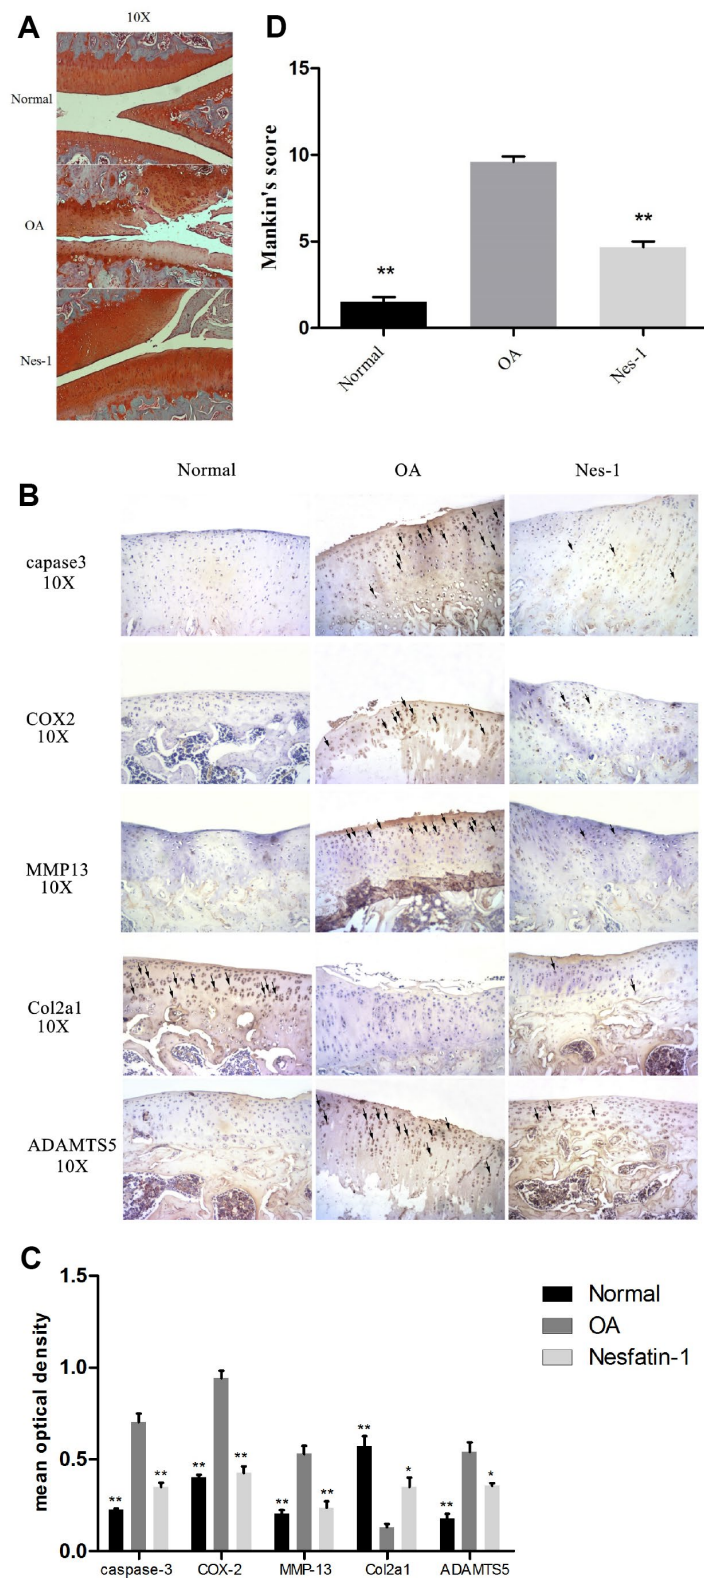 A
10X
Normal
OA
Nes-1
D
15
10
5
0
Mankin's score
**
**
Normal
OA
Nes-1
B
Normal
OA
Nes-1
capase3
10X
COX2
10X
MMP13
10X
Col2a1
10X
ADAMTS5
10X
C
1.5
1.0
0.5
0.0
mean optical density
**
**
**
**
**
**
**
*
**
*
caspase-3
COX-2
MMP-13
Col2a1
ADAMTS5
Normal
OA
Nesfatin-1